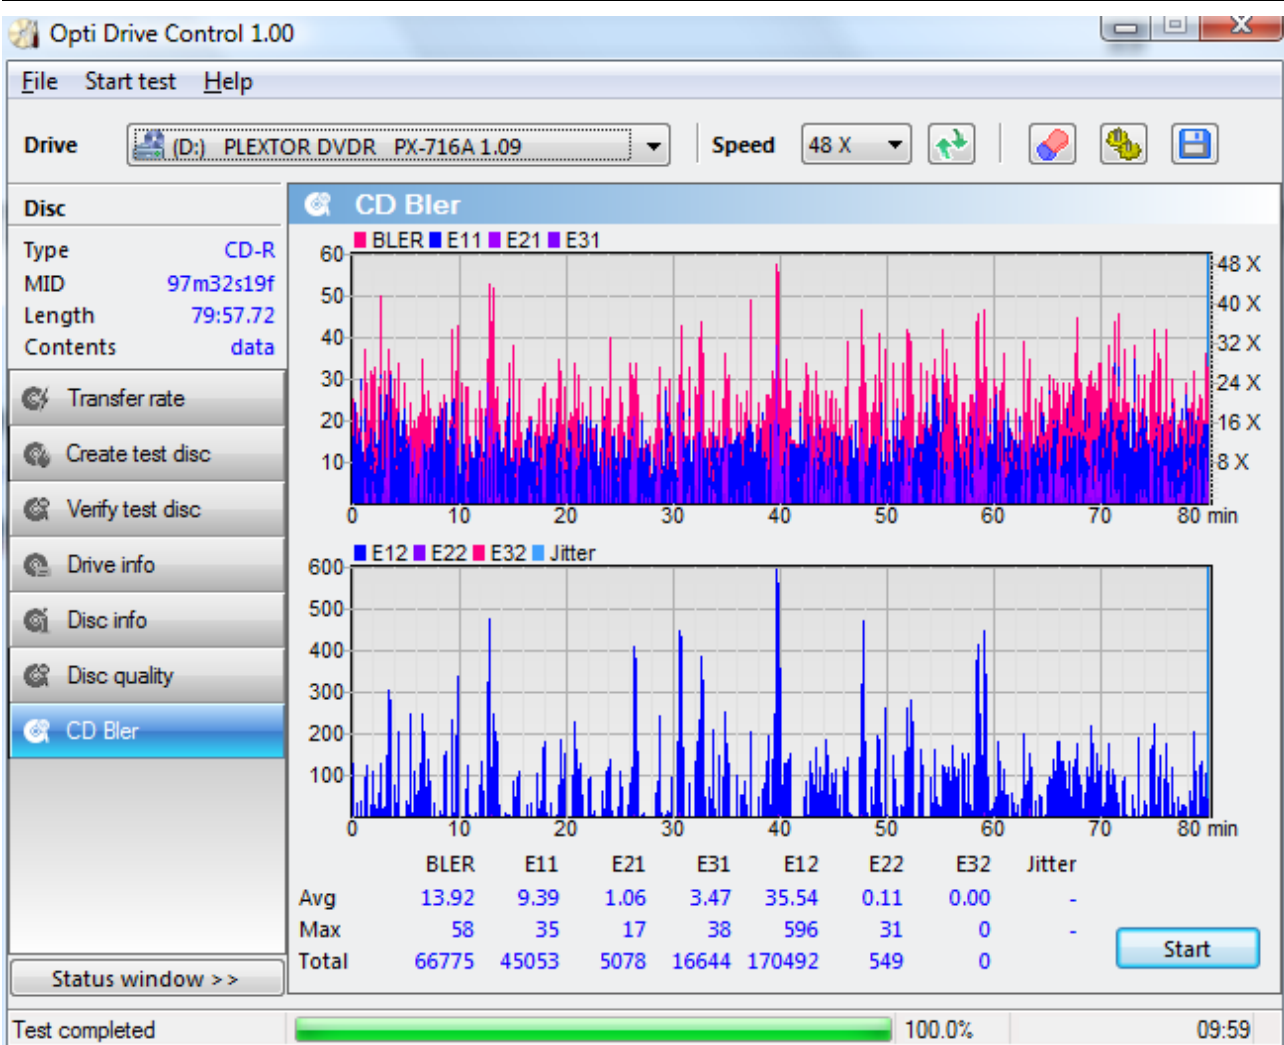 Opti Drive Control 1.00
File Start test Help
Drive (D:) PLEXTOR DVDR PX-716A 1.09 Speed 48 X
Disc
Type CD-R
MID 97m32s19f
Length 79:57.72
Contents data
Transfer rate
Create test disc
Verify test disc
Drive info
Disc info
Disc quality
CD Bler
Status window >>
CD Bler
BLER E11 E21 E31
60
50
40
30
20
10
48 X
40 X
32 X
24 X
16 X
8 X
0 10 20 30 40 50 60 70 80 min
E12 E22 E32 Jitter
600
500
400
300
200
100
0 10 20 30 40 50 60 70 80 min
BLER E11 E21 E31 E12 E22 E32 Jitter
Avg 13.92 9.39 1.06 3.47 35.54 0.11 0.00 -
Max 58 35 17 38 596 31 0 -
Total 66775 45053 5078 16644 170492 549 0
Start
Test completed 100.0% 09:59